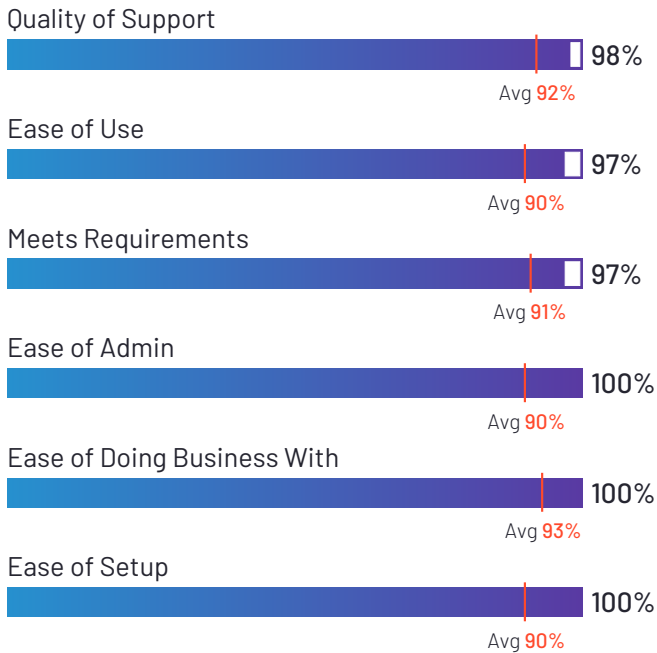 Quality of Support
98%
Avg 92%
Ease of Use
97%
Avg 90%
Meets Requirements
97%
Avg 91%
Ease of Admin
100%
Avg 90%
Ease of Doing Business With
100%
Avg 93%
Ease of Setup
100%
Avg 90%